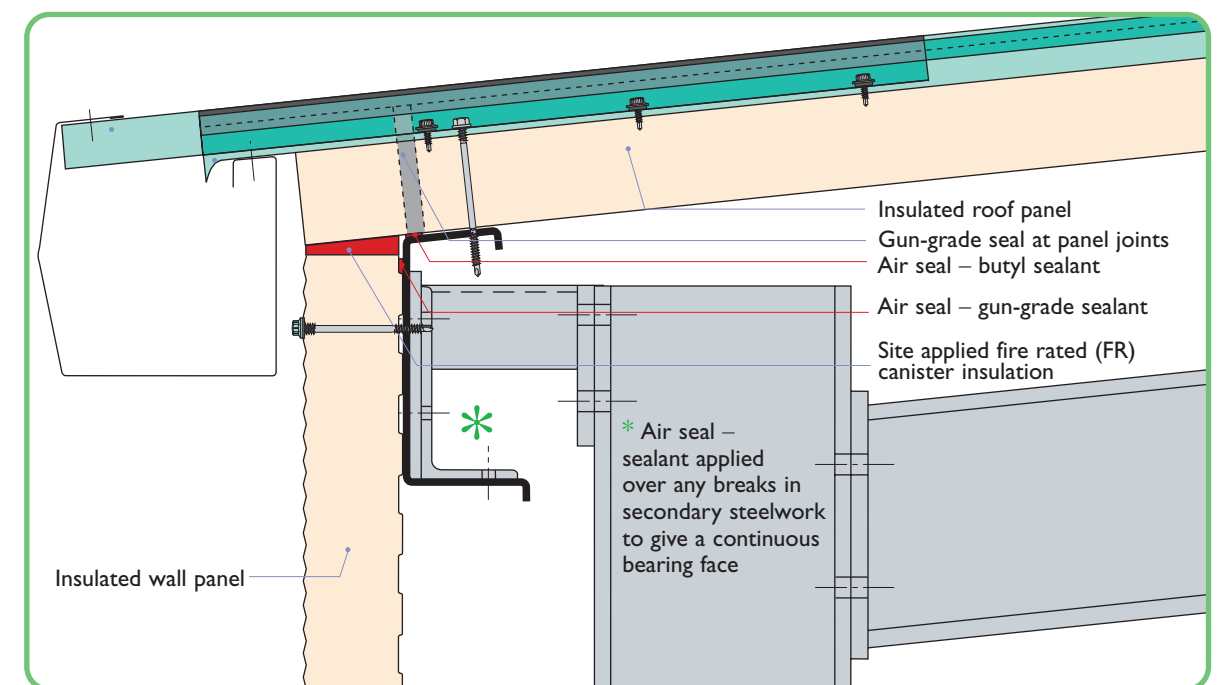 Insulated roof panel
Gun-grade seal at panel joints
Air seal – butyl sealant
Air seal – gun-grade sealant
Site applied fire rated (FR)
canister insulation
* Air seal –
sealant applied
over any breaks in
secondary steelwork
to give a continuous
bearing face
*
Insulated wall panel